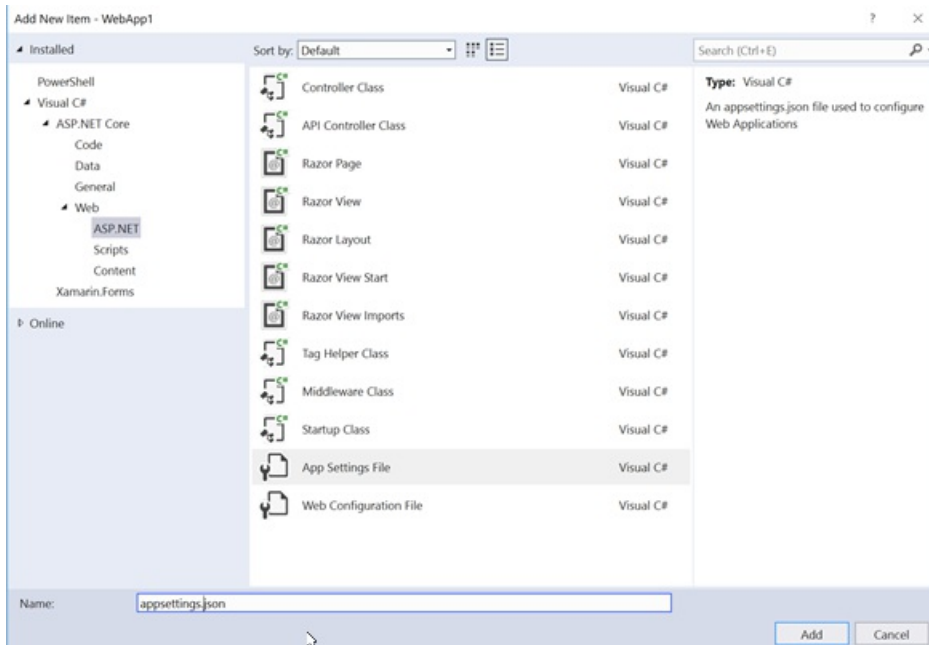 Add New Item - WebApp1
? ×
Installed
Sort by: Default
Search (Ctrl+E)
PowerShell
Visual C#
ASP.NET Core
Code
Data
General
Web
ASP.NET
Scripts
Content
Xamarin.Forms
Online
Controller Class Visual C#
API Controller Class Visual C#
Razor Page Visual C#
Razor View Visual C#
Razor Layout Visual C#
Razor View Start Visual C#
Razor View Imports Visual C#
Tag Helper Class Visual C#
Middleware Class Visual C#
Startup Class Visual C#
App Settings File Visual C#
Web Configuration File Visual C#
Type: Visual C#
An appsettings.json file used to configure
Web Applications
Name: appsettings.json
Add Cancel